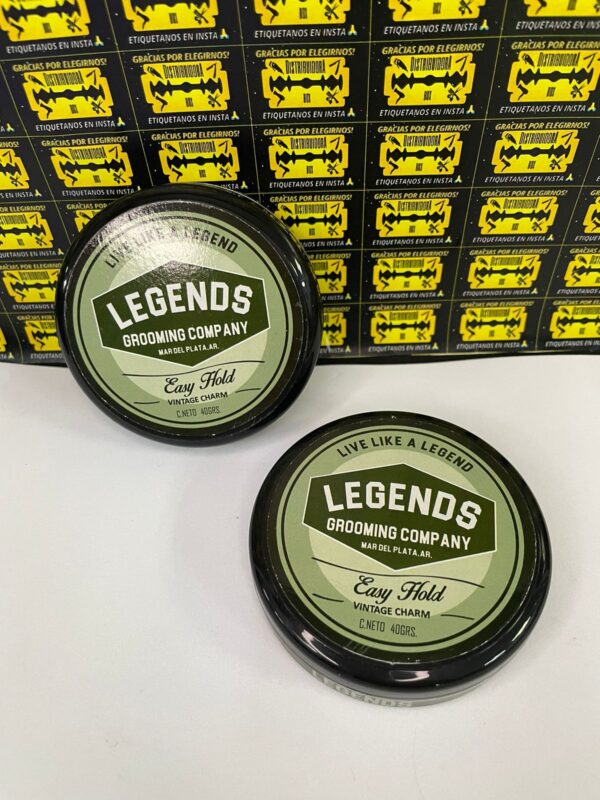 GRACIAS POR ELEGIRNOS!
DISTRIBUIDORA
ETIQUETANOS EN INSTA
LIVE LIKE A LEGEND
LEGENDS
GROOMING COMPANY
MAR DEL PLATA, AR.
Easy Hold
VINTAGE CHARM
C.NETO 40GRS.
LIVE LIKE A LEGEND
LEGENDS
GROOMING COMPANY
MAR DEL PLATA, AR.
Easy Hold
VINTAGE CHARM
C.NETO 40GRS.
LEGENDS